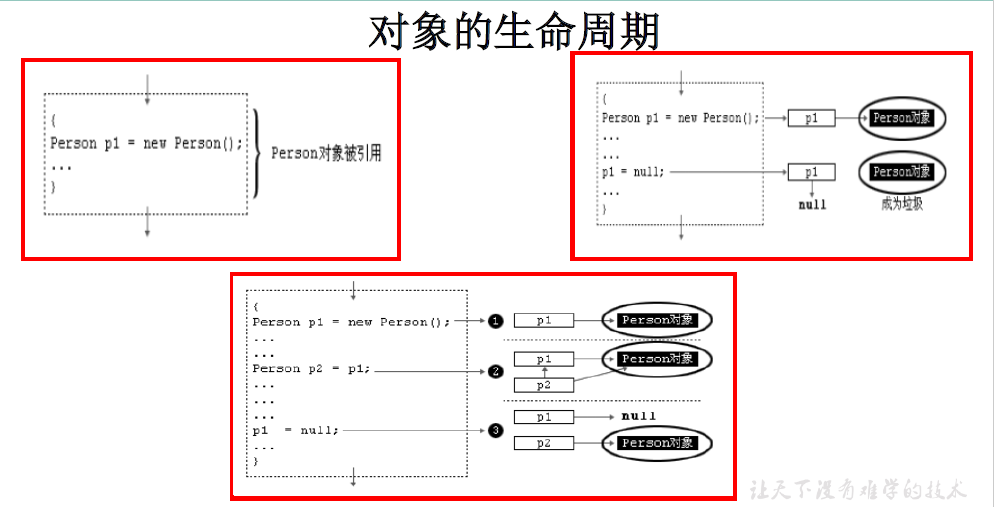 对象的生命周期
{
Person p1 = new Person();
...
}
Person对象被引用
{
Person p1 = new Person();
...
...
p1 = null;
...
}
p1
Person对象
p1
Person对象
null
成为垃圾
{
Person p1 = new Person();
...
...
Person p2 = p1;
...
...
...
p1 = null;
...
}
1
p1
Person对象
2
p1
Person对象
p2
3
p1
null
p2
Person对象
让天下没有难学的技术